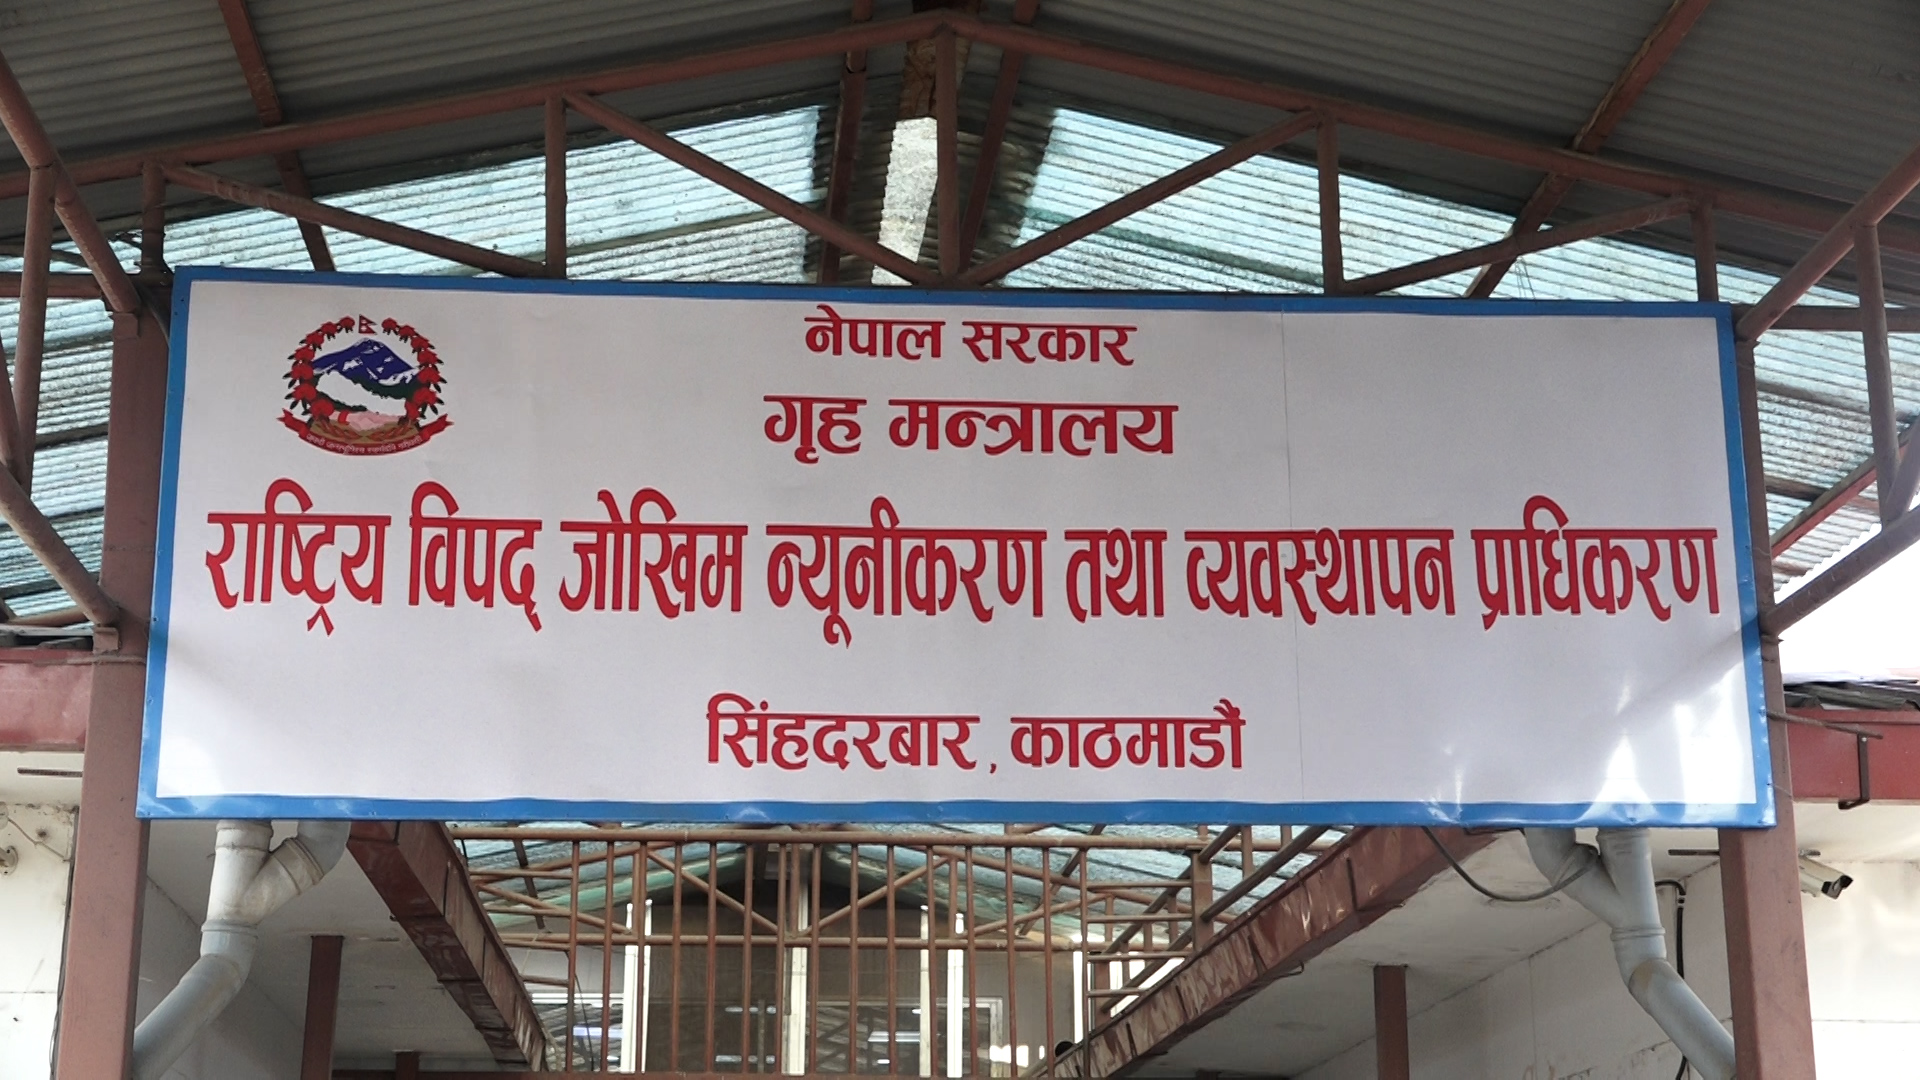 नेपाल सरकार
गृह मन्त्रालय
राष्ट्रिय विपद् जोखिम न्यूनीकरण तथा व्यवस्थापन प्राधिकरण
सिंहदरबार, काठमाडौं